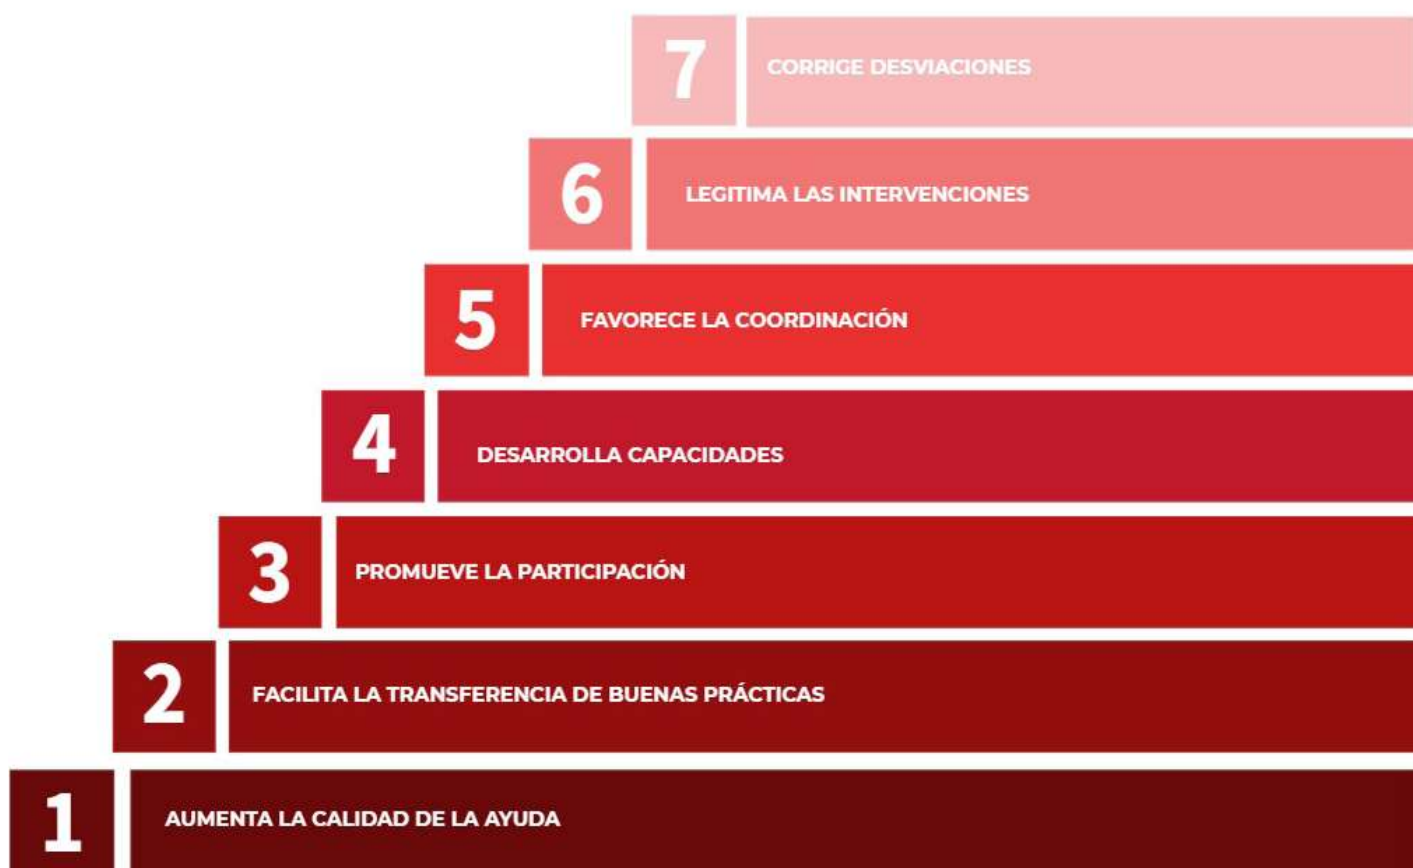 7 CORRIGE DESVIACIONES
6 LEGITIMA LAS INTERVENCIONES
5 FAVORECE LA COORDINACIÓN
4 DESARROLLA CAPACIDADES
3 PROMUEVE LA PARTICIPACIÓN
2 FACILITA LA TRANSFERENCIA DE BUENAS PRÁCTICAS
1 AUMENTA LA CALIDAD DE LA AYUDA